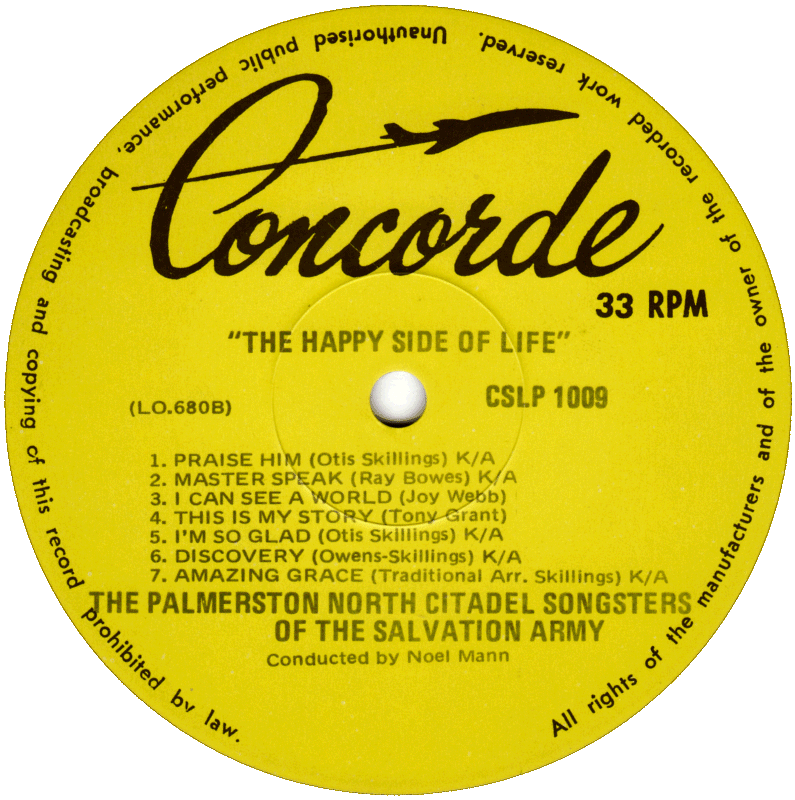 Concorde
33 RPM
"THE HAPPY SIDE OF LIFE"
(LO.680B)
CSLP 1009
1. PRAISE HIM (Otis Skillings) K/A
2. MASTER SPEAK (Ray Bowes) K/A
3. I CAN SEE A WORLD (Joy Webb)
4. THIS IS MY STORY (Tony Grant)
5. I'M SO GLAD (Otis Skillings) K/A
6. DISCOVERY (Owens-Skillings) K/A
7. AMAZING GRACE (Traditional Arr. Skillings) K/A
THE PALMERSTON NORTH CITADEL SONGSTERS
OF THE SALVATION ARMY
Conducted by Noel Mann
All rights of the manufacturers and of the owner of the recorded work reserved. Unauthorised public performance, broadcasting and copying of this record prohibited by law.